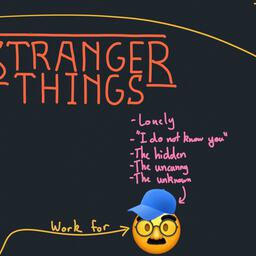 STRANGER
THINGS
- Lonely
- "I do not know you"
- The hidden
- The uncanny
- The unknown
Work for